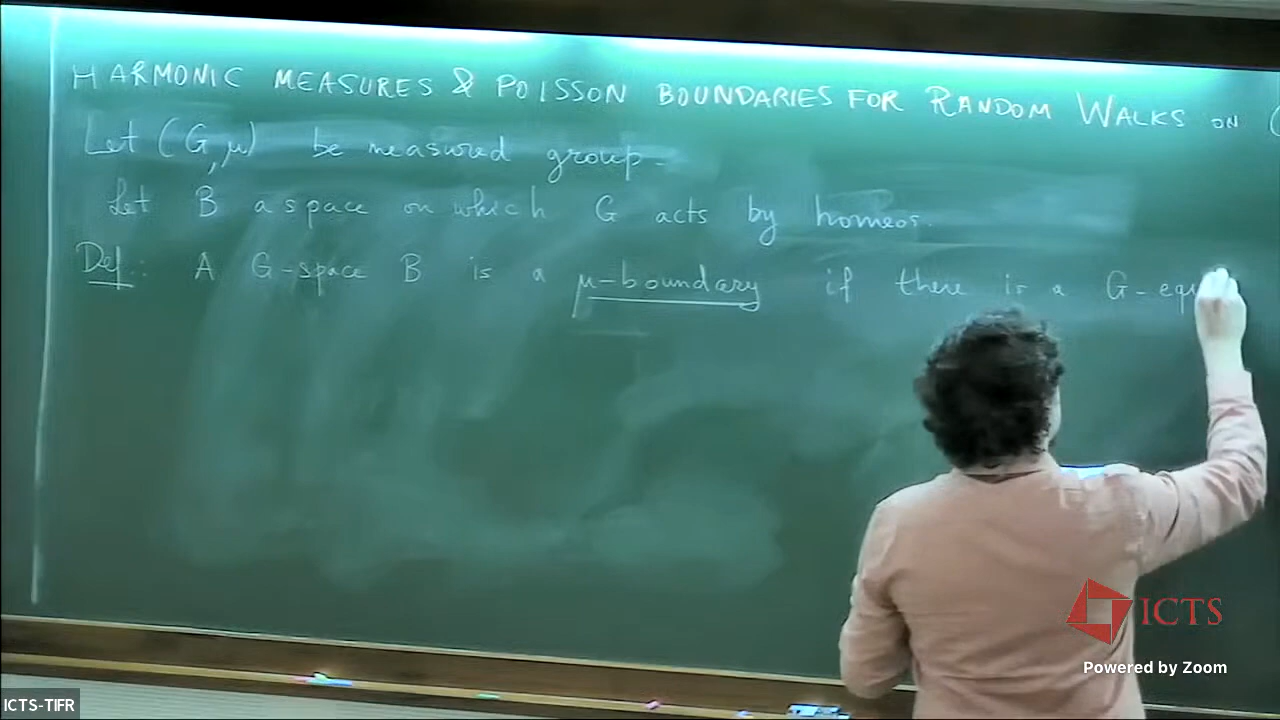 HARMONIC MEASURES & POISSON BOUNDARIES FOR RANDOM WALKS ON
Let (G,μ) be measured group.
Let B a space on which G acts by homeos.
Def.: A G-space B is a μ-boundary if there is a G-equ
ICTS
Powered by Zoom
ICTS-TIFR